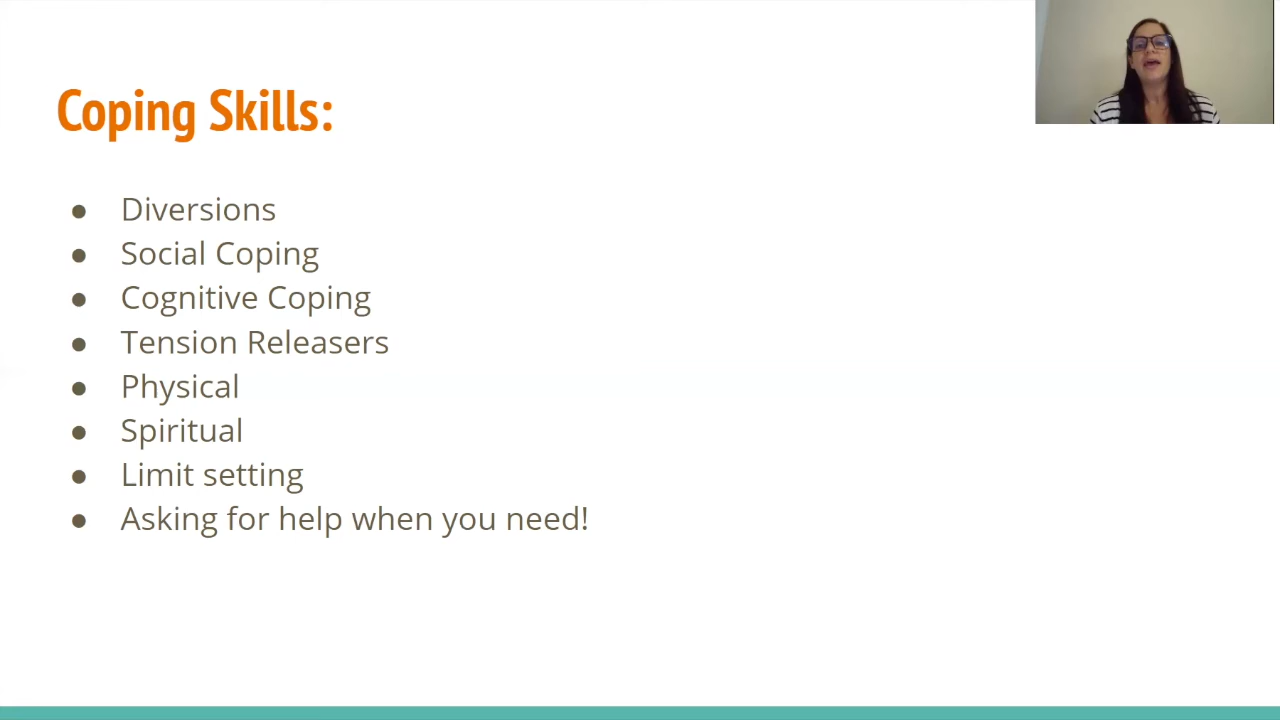 Coping Skills:
● Diversions
● Social Coping
● Cognitive Coping
● Tension Releasers
● Physical
● Spiritual
● Limit setting
● Asking for help when you need!